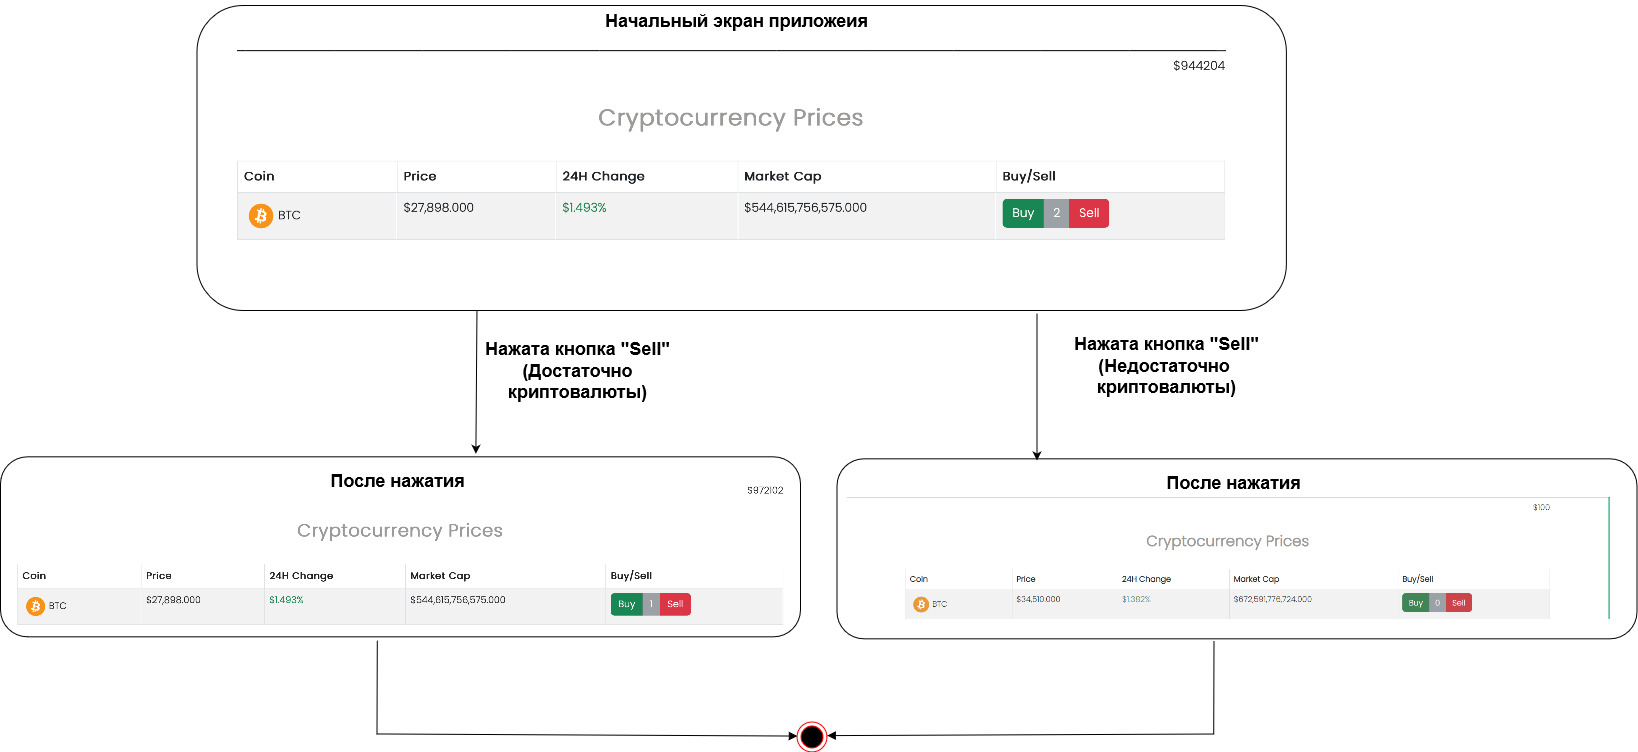 Начальный экран приложеия
$944204
Cryptocurrency Prices
Coin Price 24H Change Market Cap Buy/Sell
BTC $27,898.000 $1.493% $544,615,756,575.000 Buy 2 Sell
Нажата кнопка "Sell"
(Достаточно
криптовалюты)
Нажата кнопка "Sell"
(Недостаточно
криптовалюты)
После нажатия
$972102
Cryptocurrency Prices
Coin Price 24H Change Market Cap Buy/Sell
BTC $27,898.000 $1.493% $544,615,756,575.000 Buy 1 Sell
После нажатия
$100
Cryptocurrency Prices
Coin Price 24H Change Market Cap Buy/Sell
BTC $34,510.000 $1.382% $672,591,776,724.000 Buy 0 Sell